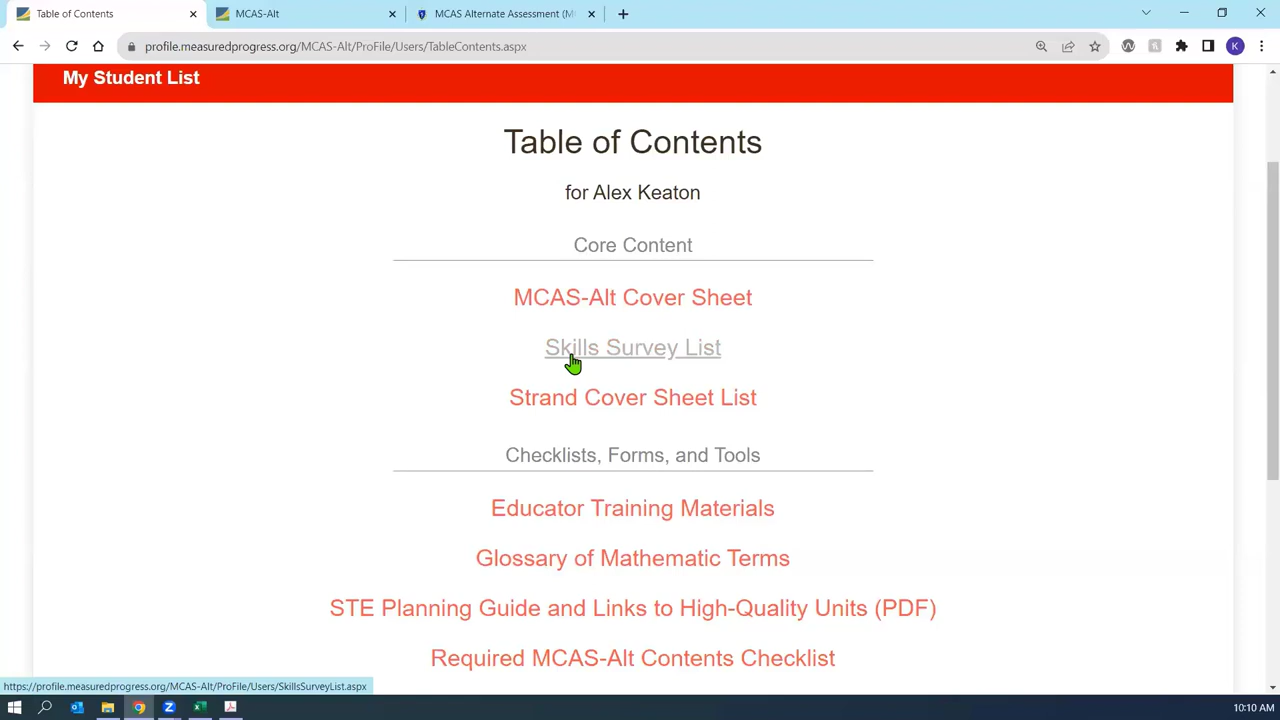 Table of Contents
MCAS-Alt
MCAS Alternate Assessment (M
profile.measuredprogress.org/MCAS-Alt/ProFile/Users/TableContents.aspx
K
My Student List
Table of Contents
for Alex Keaton
Core Content
MCAS-Alt Cover Sheet
Skills Survey List
Strand Cover Sheet List
Checklists, Forms, and Tools
Educator Training Materials
Glossary of Mathematic Terms
STE Planning Guide and Links to High-Quality Units (PDF)
Required MCAS-Alt Contents Checklist
https://profile.measuredprogress.org/MCAS-Alt/ProFile/Users/SkillsSurveyList.aspx
10:10 AM